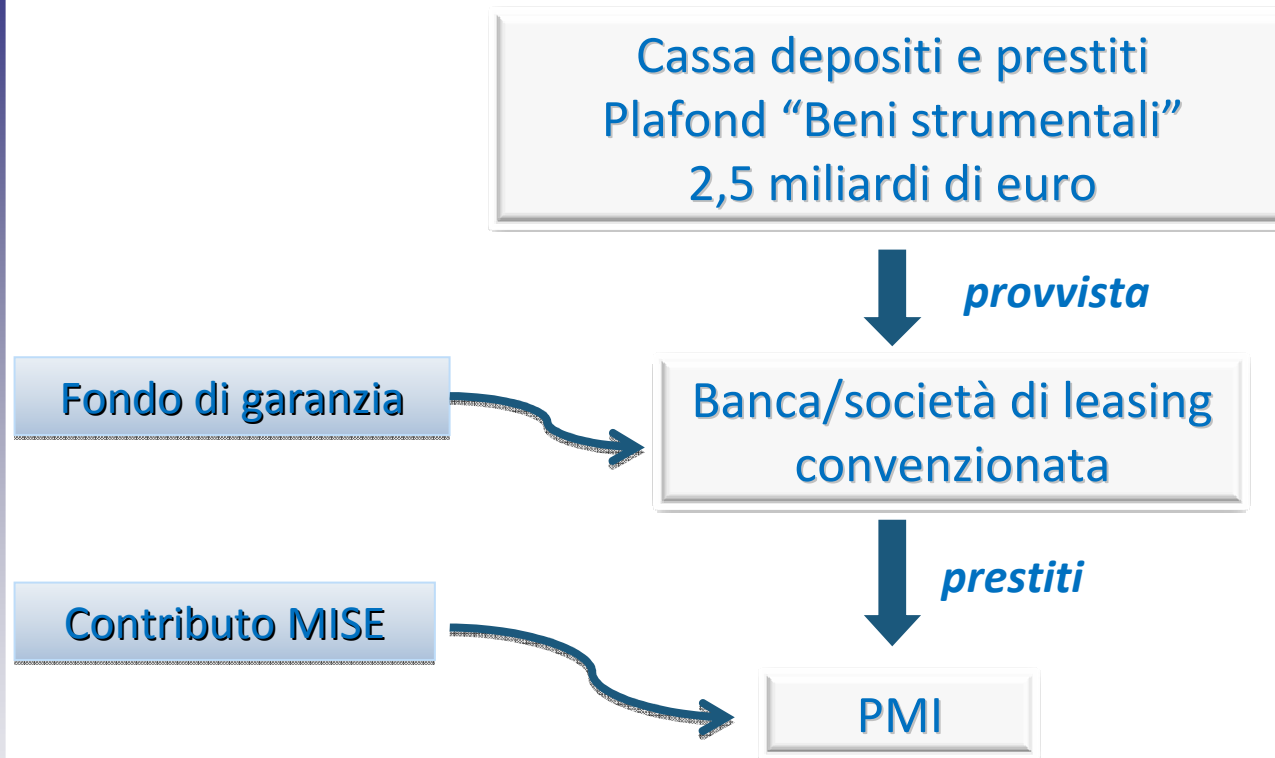 Cassa depositi e prestiti
Plafond “Beni strumentali”
2,5 miliardi di euro
provvista
Fondo di garanzia
Banca/società di leasing
convenzionata
prestiti
Contributo MISE
PMI